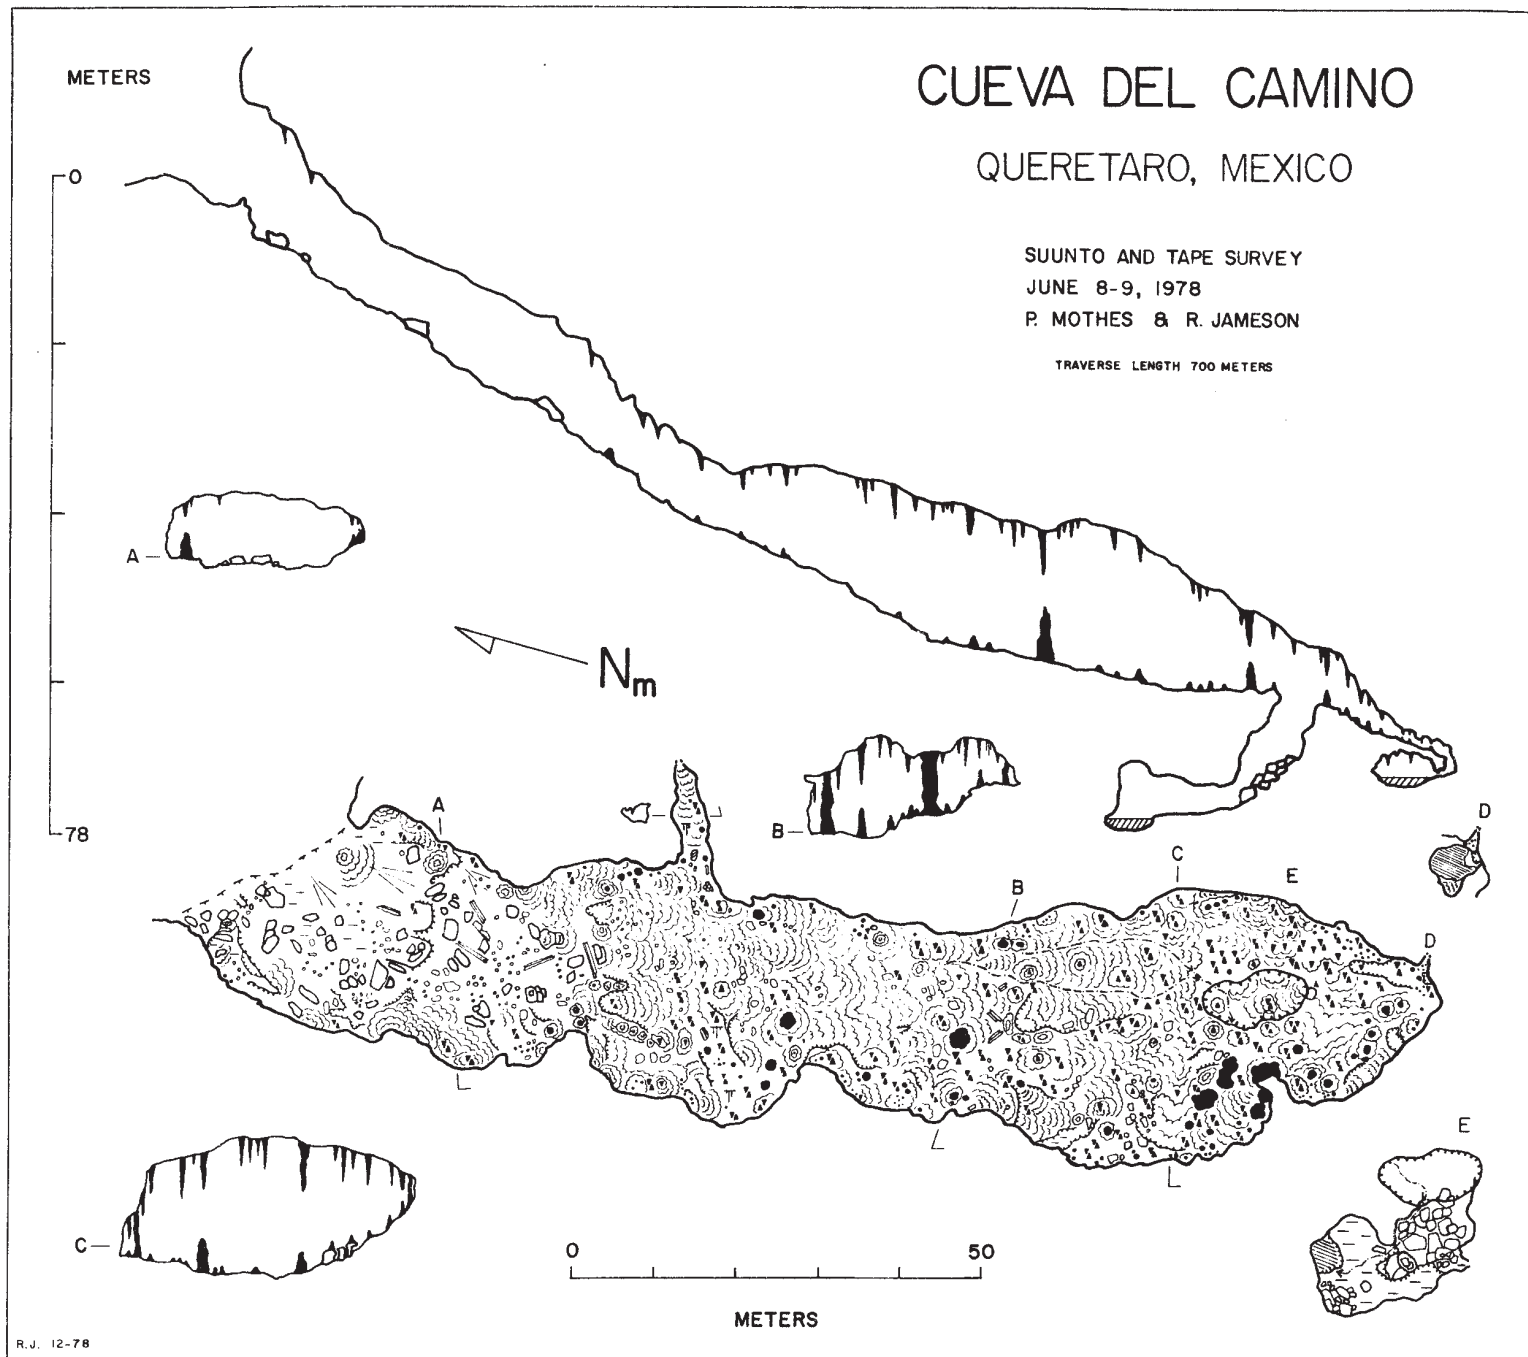 METERS
CUEVA DEL CAMINO
QUERETARO, MEXICO
0
SUUNTO AND TAPE SURVEY
JUNE 8-9, 1978
P. MOTHES & R. JAMESON
TRAVERSE LENGTH 700 METERS
A
Nm
78
A
B
D
C
E
B
D
E
C
0 50
METERS
R.J. 12-78